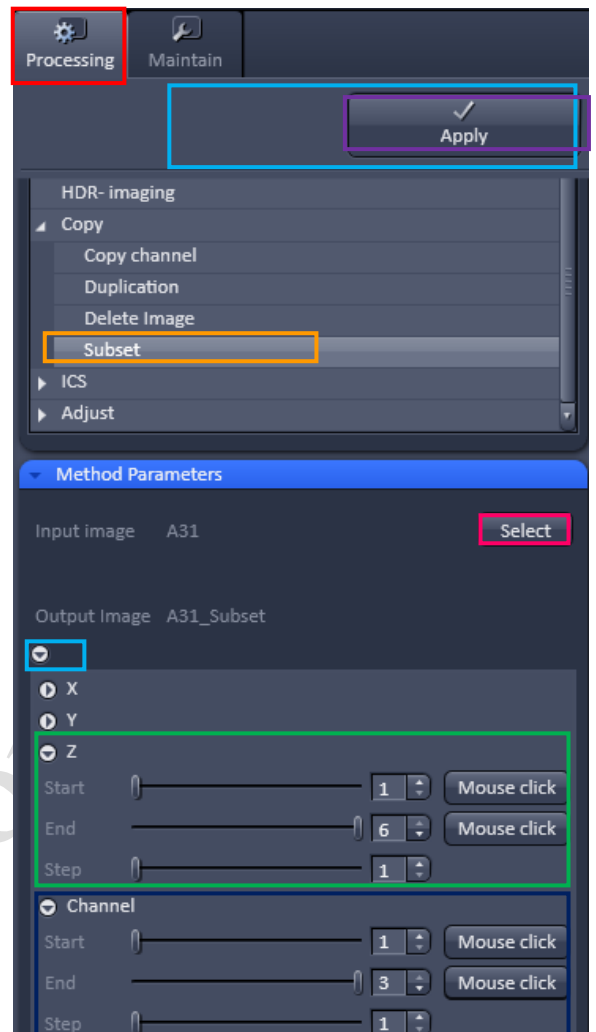 Processing Maintain
Apply
HDR- imaging
Copy
Copy channel
Duplication
Delete Image
Subset
ICS
Adjust
Method Parameters
Input image A31 Select
Output Image A31_Subset
X
Y
Z
Start 1 Mouse click
End 6 Mouse click
Step 1
Channel
Start 1 Mouse click
End 3 Mouse click
Step 1